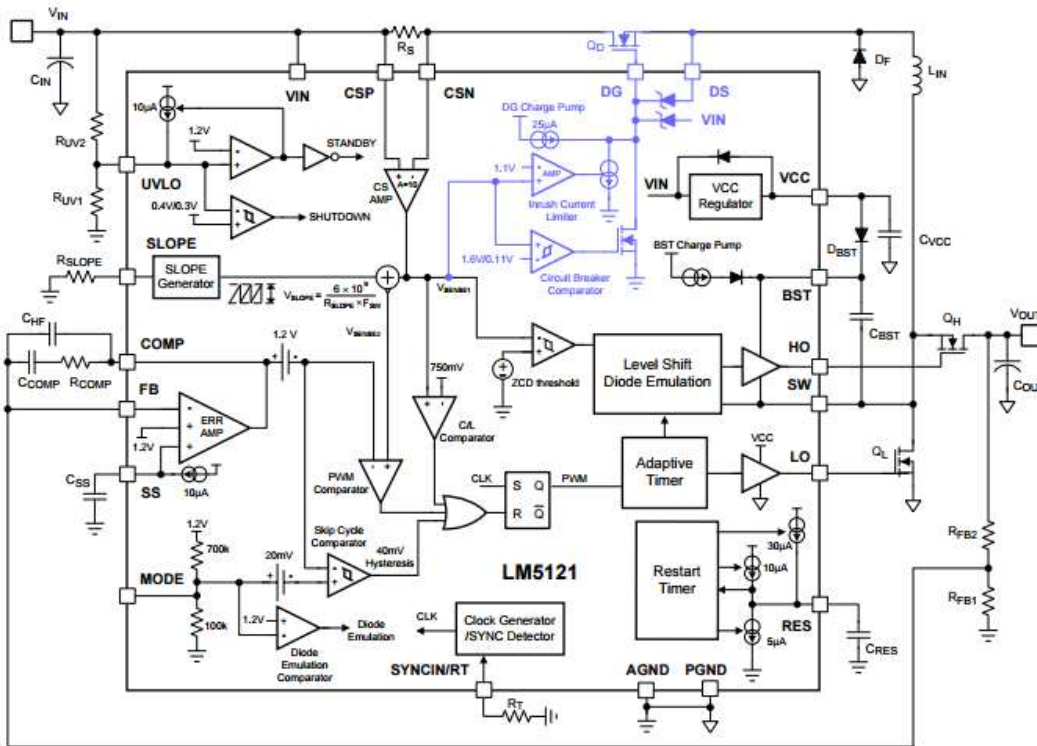 VIN
RS
QD
DF
LIN
CIN
VIN
CSP
CSN
DG
DS
10µA
DG Charge Pump
25µA
VIN
RUV2
1.2V
STANDBY
UVLO
1.1V
AMP
Inrush Current
Limiter
VIN
VCC
Regulator
VCC
CS
AMP
A=10
RUV1
0.4V/0.3V
SHUTDOWN
DBST
CVCC
SLOPE
1.6V/0.11V
Circuit Breaker
Comparator
BST Charge Pump
RSLOPE
SLOPE
Generator
VSLOPE = 6 × 10⁹ / RSLOPE × FSW
VSENSE1
BST
CHF
VSENSE2
CBST
QH
VOUT
COMP
1.2 V
HO
CCOMP
RCOMP
750mV
ZCD threshold
Level Shift
Diode Emulation
SW
COUT
FB
ERR
AMP
C/L
Comparator
VCC
LO
QL
1.2V
CSS
SS
10µA
PWM
Comparator
CLK
S Q
R Q̅
PWM
Adaptive
Timer
1.2V
700k
20mV
Skip Cycle
Comparator
40mV
Hysteresis
LM5121
30µA
10µA
RFB2
MODE
Restart
Timer
RFB1
100k
1.2V
Diode
Emulation
Diode
Emulation
Comparator
CLK
Clock Generator
/SYNC Detector
5µA
RES
CRES
SYNCIN/RT
AGND
PGND
RT